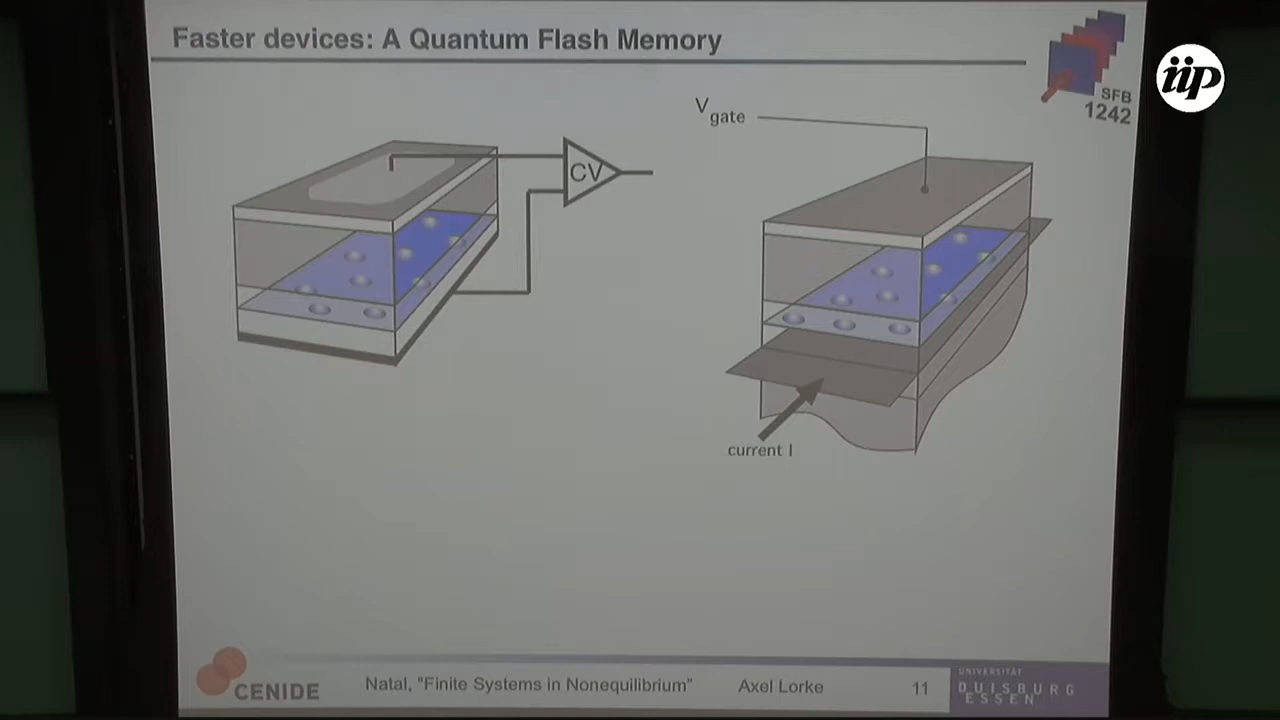 Faster devices: A Quantum Flash Memory
iip
SFB
1242
V gate
CV
current I
CENIDE
Natal, "Finite Systems in Nonequilibrium"
Axel Lorke
11
UNIVERSITÄT
DUISBURG
ESSEN